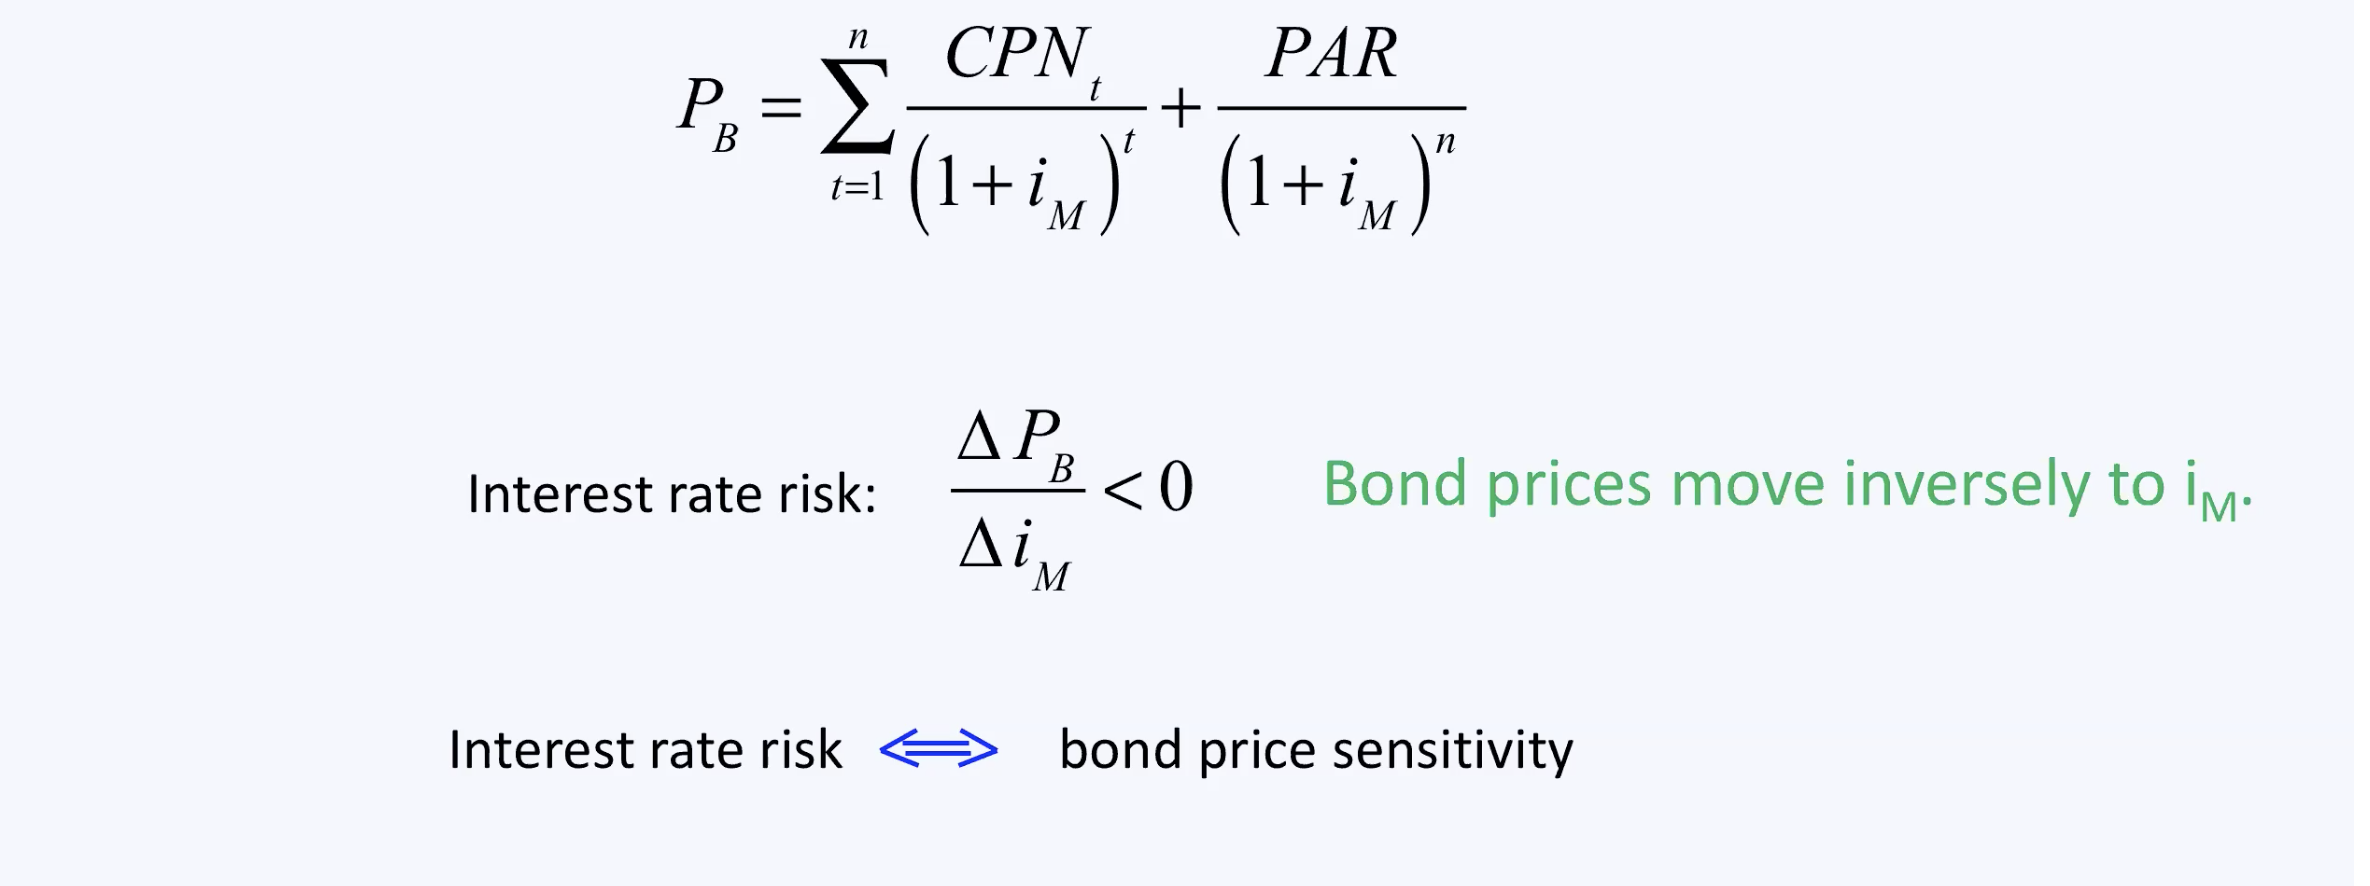 P_B = \sum_{t=1}^{n} \frac{CPN_t}{(1+i_M)^t} + \frac{PAR}{(1+i_M)^n}
Interest rate risk: \frac{\Delta P_B}{\Delta i_M} < 0 Bond prices move inversely to i_M.
Interest rate risk ⇔ bond price sensitivity